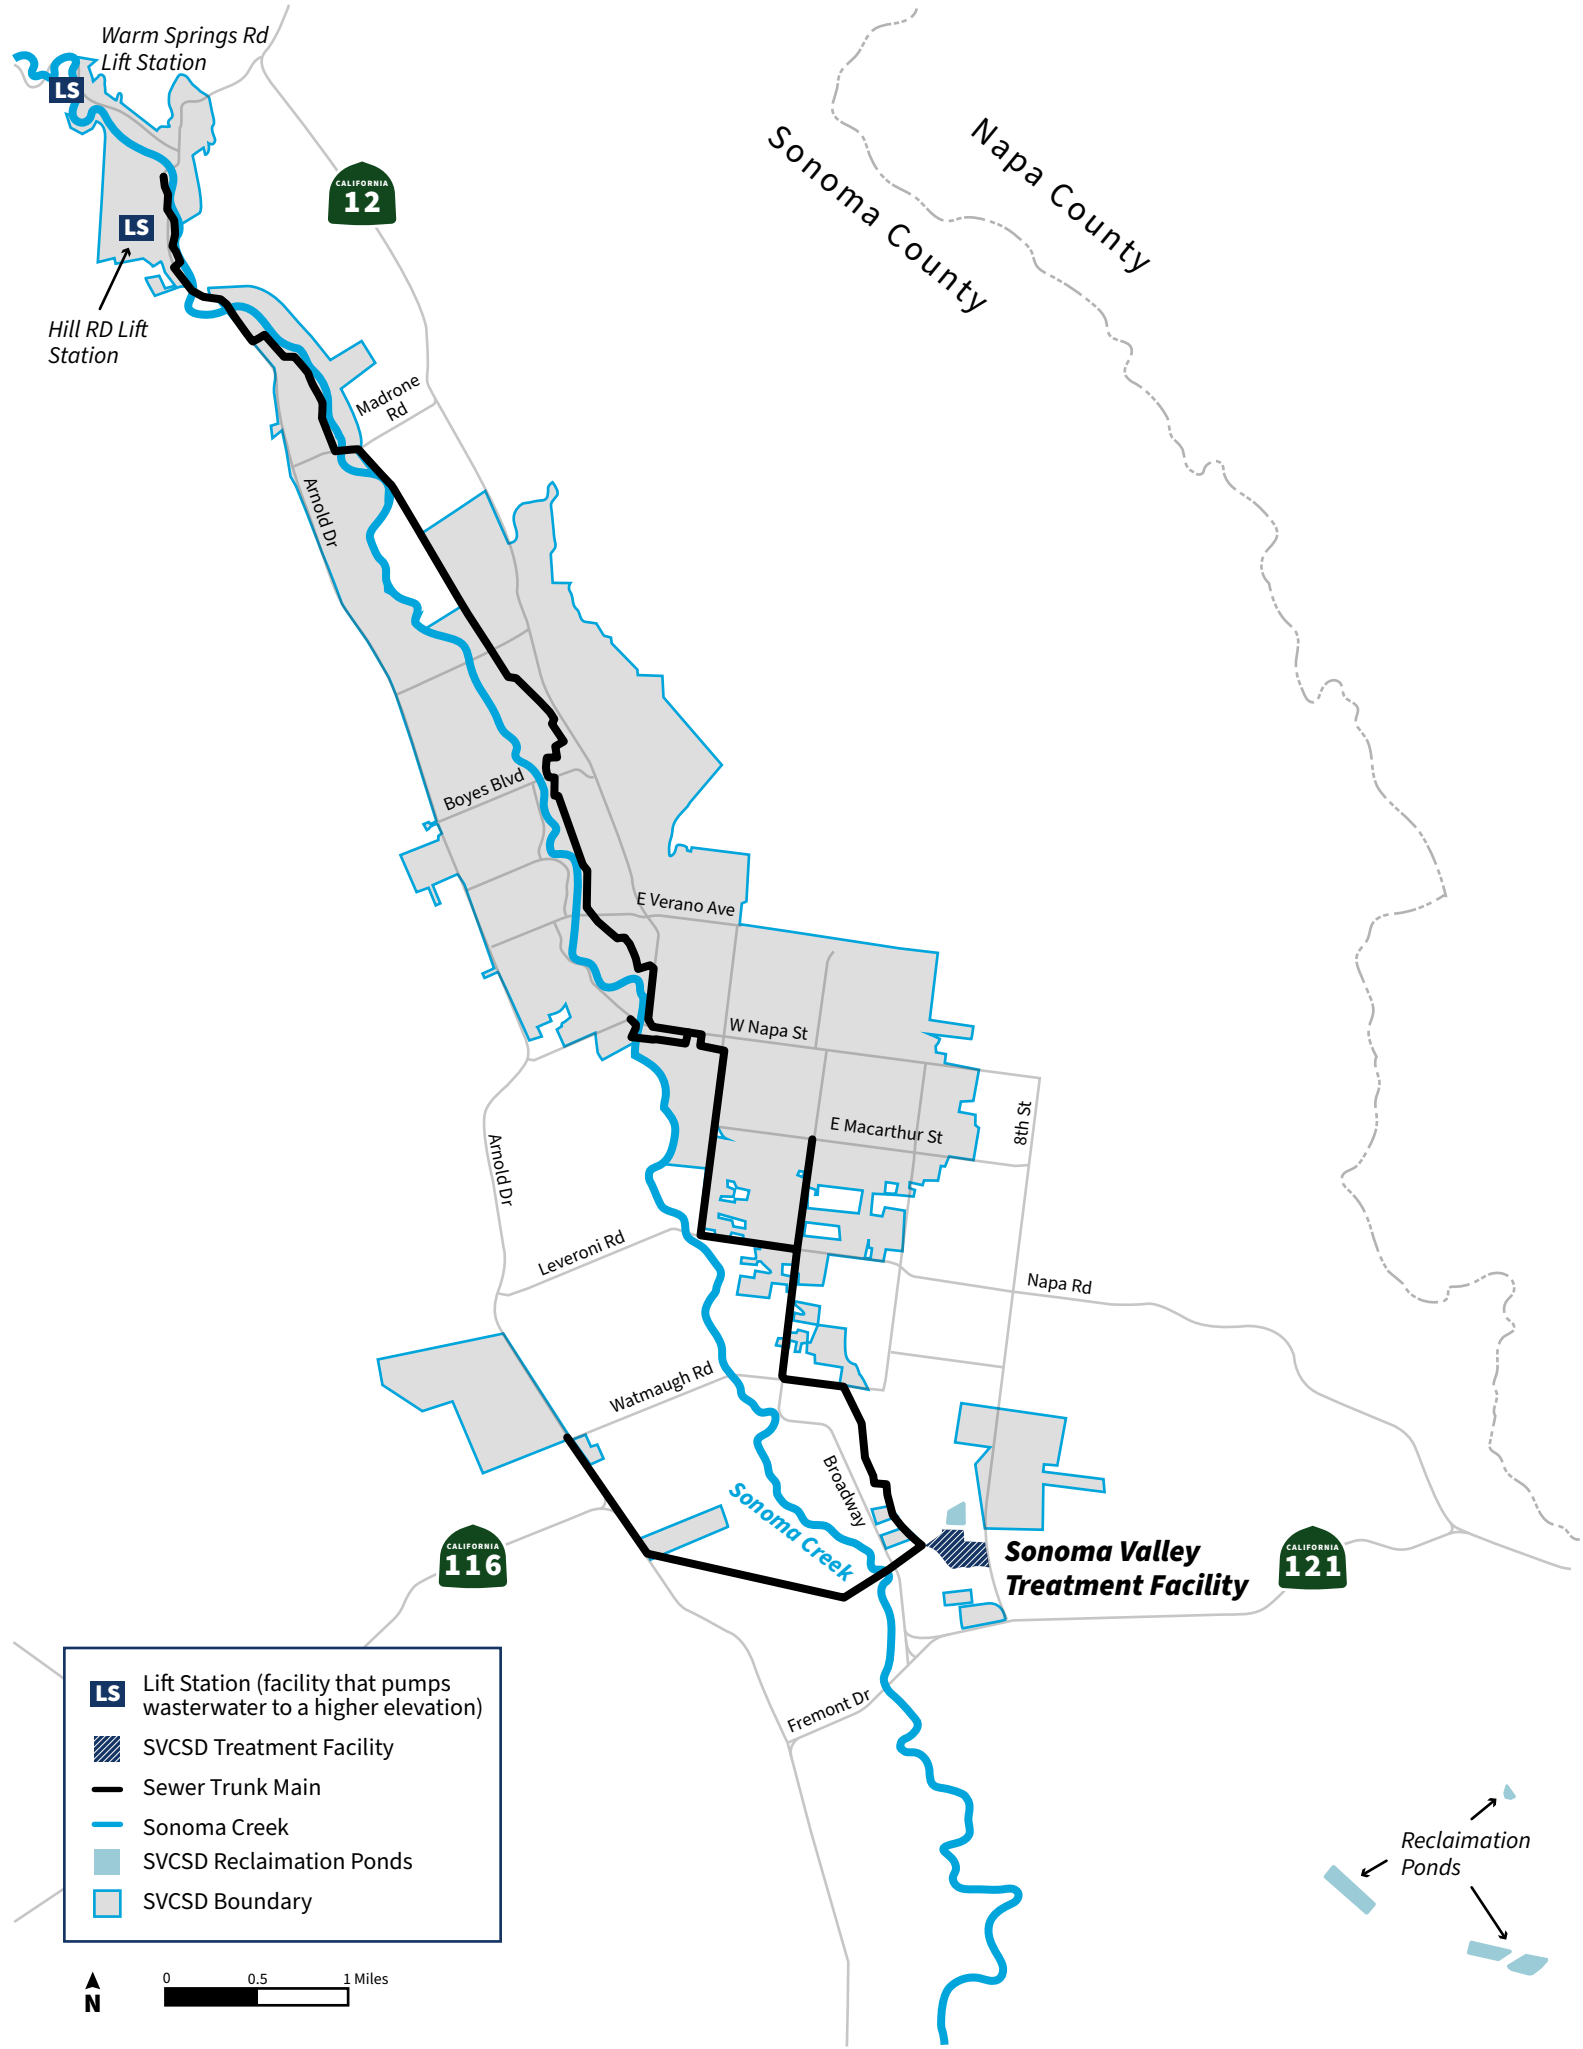 Warm Springs Rd
Lift Station
LS
CALIFORNIA
12
Napa County
Sonoma County
LS
Hill RD Lift
Station
Madrone
Rd
Arnold Dr
Boyes Blvd
E Verano Ave
W Napa St
8th St
E Macarthur St
Arnold Dr
Leveroni Rd
Napa Rd
Watmaugh Rd
Broadway
Sonoma Creek
CALIFORNIA
116
Sonoma Valley
Treatment Facility
CALIFORNIA
121
Fremont Dr
LS
Lift Station (facility that pumps
wasterwater to a higher elevation)
SVCSD Treatment Facility
Sewer Trunk Main
Sonoma Creek
SVCSD Reclaimation Ponds
SVCSD Boundary
Reclaimation
Ponds
N
0 0.5 1 Miles